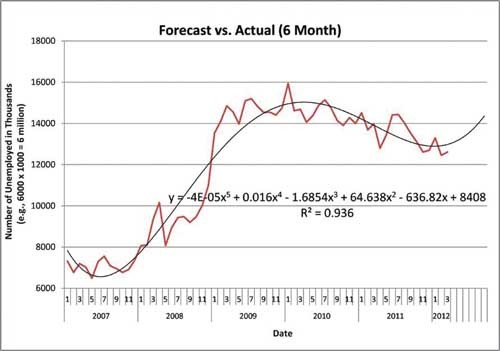 Forecast vs. Actual (6 Month)
Number of Unemployed in Thousands
(e.g., 6000 x 1000 = 6 million)
18000
16000
14000
12000
10000
8000
6000
y = -4E-05x⁵ + 0.016x⁴ - 1.6854x³ + 64.638x² - 636.82x + 8408
R² = 0.936
1 3 5 7 9 11 1 3 5 7 9 11 1 3 5 7 9 11 1 3 5 7 9 11 1 3 5 7 9 11 1 3
2007 2008 2009 2010 2011 2012
Date